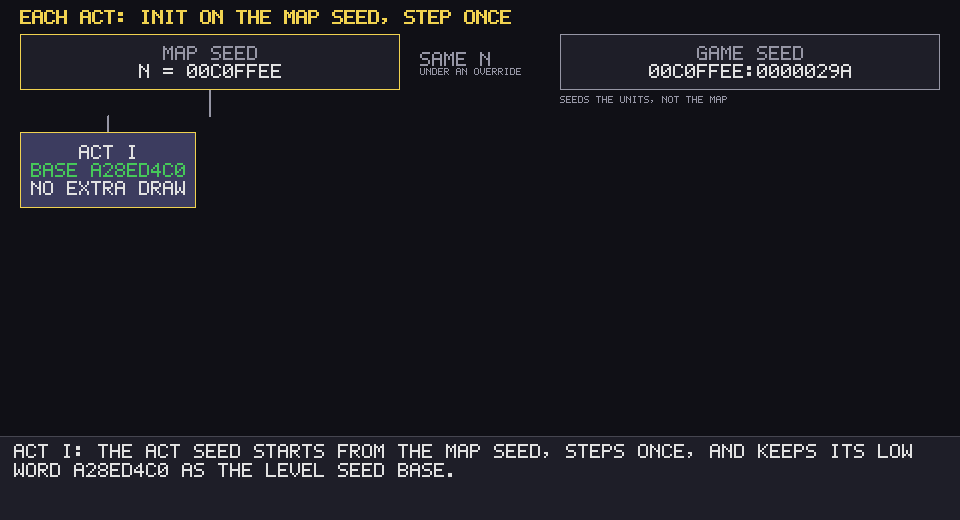 EACH ACT: INIT ON THE MAP SEED, STEP ONCE
MAP SEED
N = 00C0FFEE
SAME N
UNDER AN OVERRIDE
GAME SEED
00C0FFEE:0000029A
SEEDS THE UNITS, NOT THE MAP
ACT I
BASE A28ED4C0
NO EXTRA DRAW
ACT I: THE ACT SEED STARTS FROM THE MAP SEED, STEPS ONCE, AND KEEPS ITS LOW
WORD A28ED4C0 AS THE LEVEL SEED BASE.